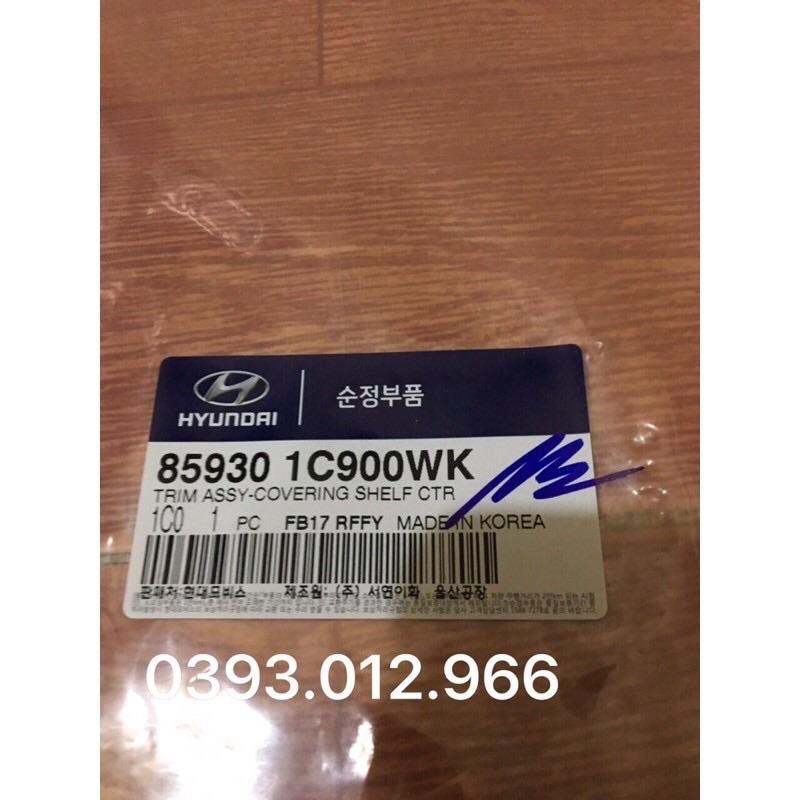 HYUNDAI
순정부품
85930 1C900WK
TRIM ASSY-COVERING SHELF CTR
1C0 1 PC FB17 RFFY MADE IN KOREA
판매처:현대모비스 제조원: (주) 서연이화 울산공장
0393.012.966